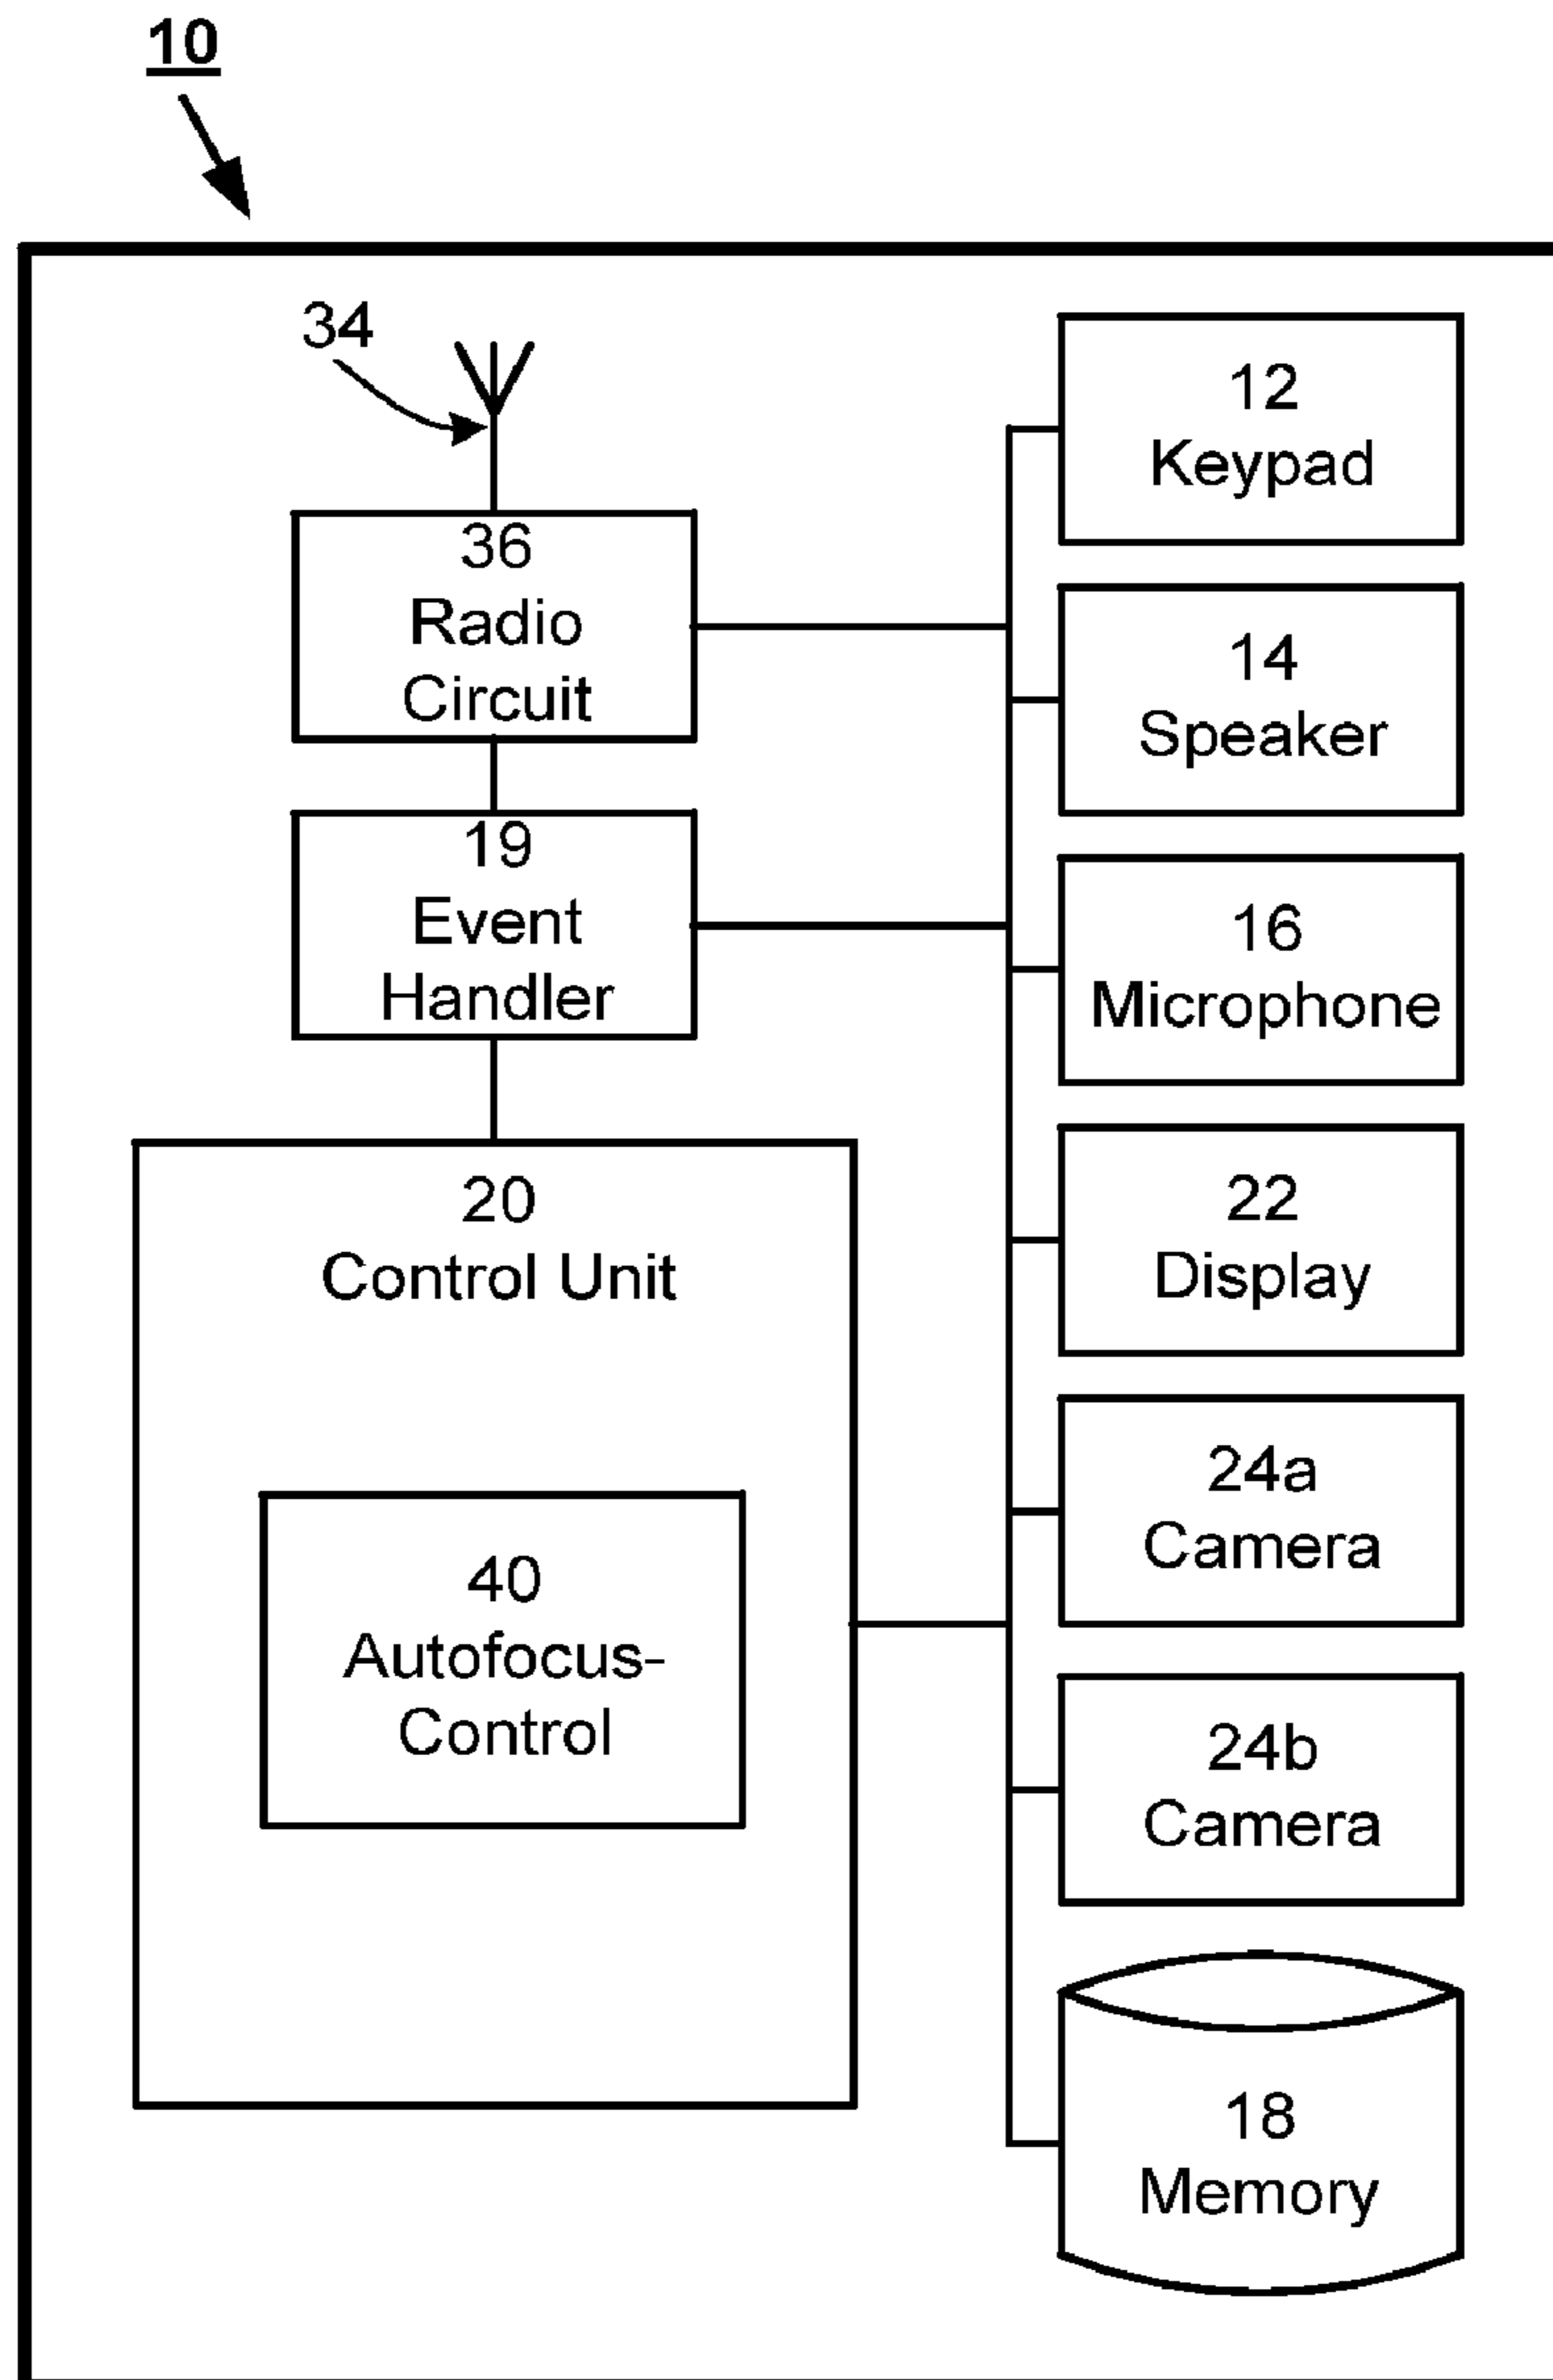 10
34
36
Radio
Circuit
19
Event
Handler
20
Control Unit
40
Autofocus-
Control
12
Keypad
14
Speaker
16
Microphone
22
Display
24a
Camera
24b
Camera
18
Memory